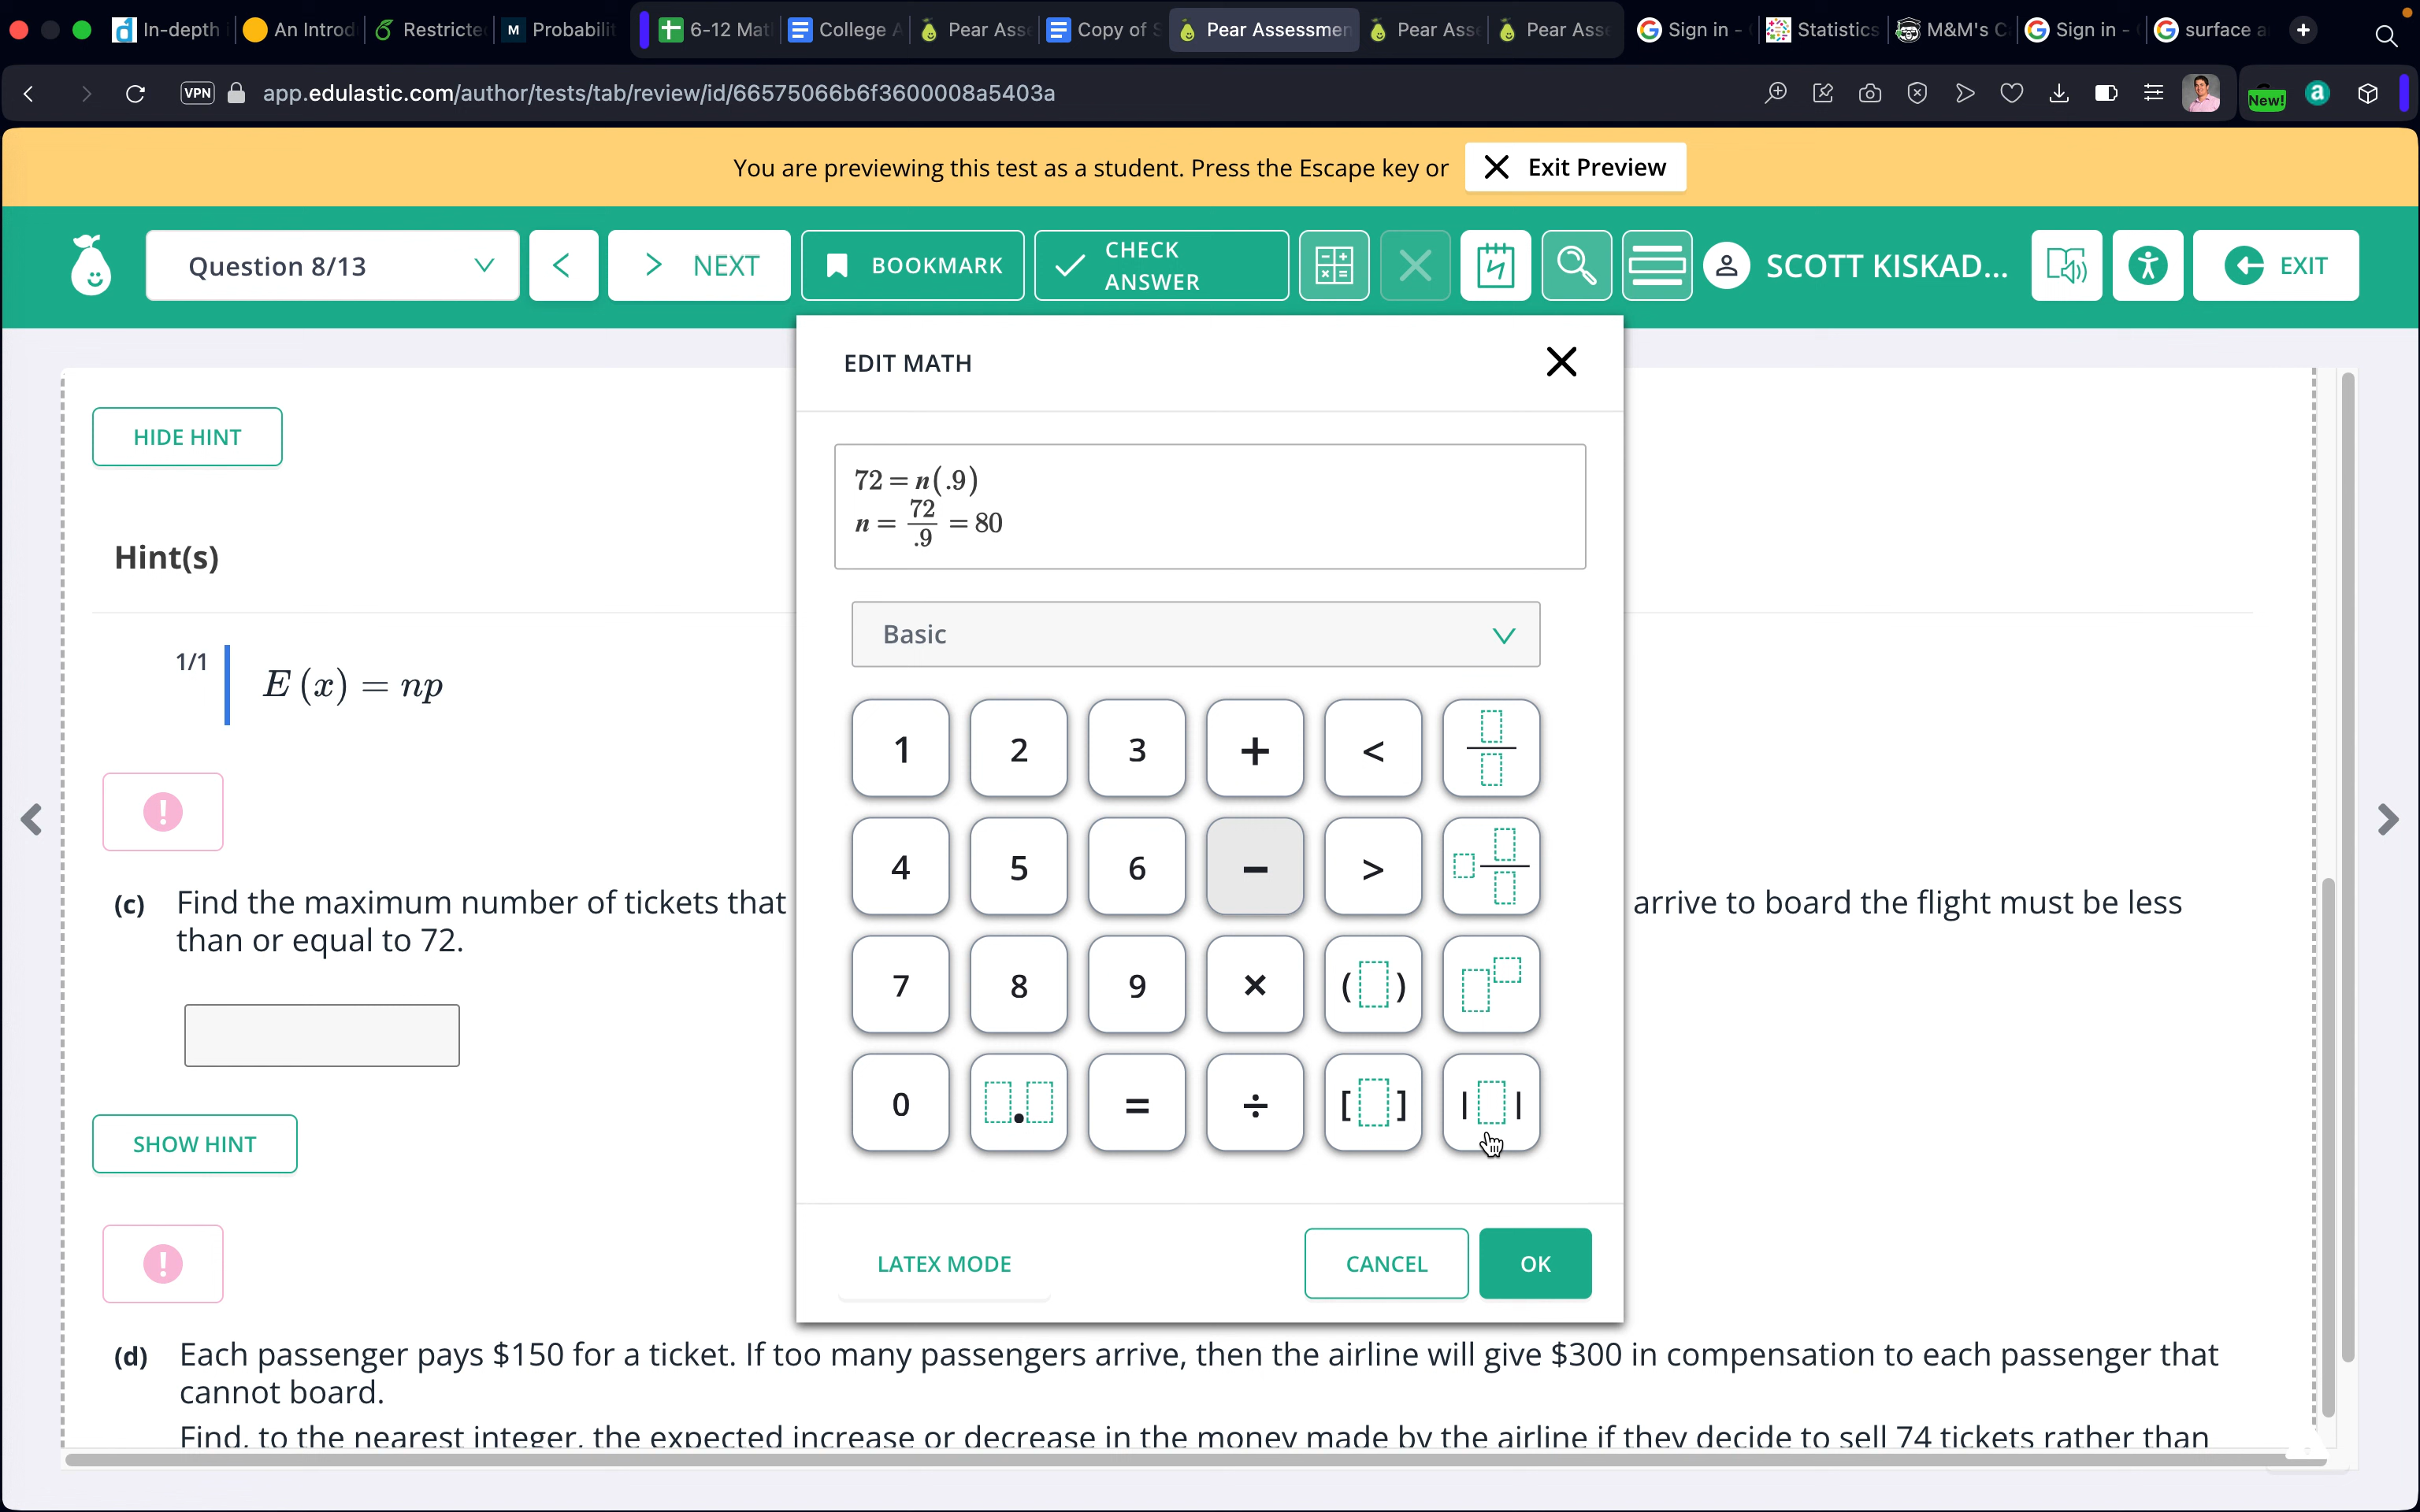 In-depth
An Introd
Restricte
M Probabili
6-12 Mat
College A
Pear Asse
Copy of S
Pear Assessmen
Pear Asse
Pear Asse
Sign in -
Statistics
M&M's C
Sign in -
surface a
VPN
app.edulastic.com/author/tests/tab/review/id/66575066b6f3600008a5403a
New!
a
You are previewing this test as a student. Press the Escape key or
Exit Preview
Question 8/13
NEXT
BOOKMARK
CHECK
ANSWER
SCOTT KISKAD...
EXIT
EDIT MATH
HIDE HINT
72 = n(.9)
n = 72/.9 = 80
Hint(s)
Basic
1/1
E (x) = np
1 2 3 + <
4 5 6 − >
(c) Find the maximum number of tickets that
arrive to board the flight must be less
than or equal to 72.
7 8 9 × ( )
0 . = ÷ [ ] | |
SHOW HINT
LATEX MODE
CANCEL
OK
(d) Each passenger pays $150 for a ticket. If too many passengers arrive, then the airline will give $300 in compensation to each passenger that
cannot board.
Find, to the nearest integer, the expected increase or decrease in the money made by the airline if they decide to sell 74 tickets rather than